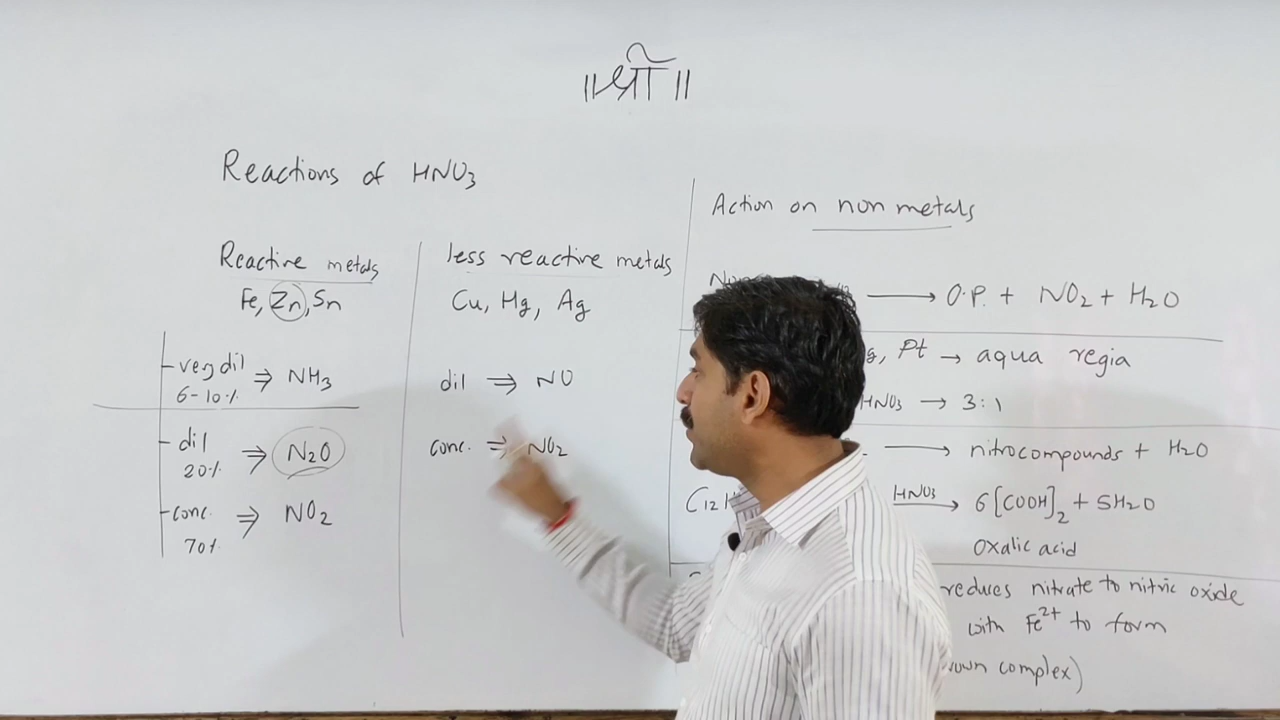 ॥ श्री ॥
Reactions of HNO3
Reactive metals
Fe, Zn, Sn
very dil ⇒ NH3
6-10%
dil ⇒ N2O
20%
conc. ⇒ NO2
70%
less reactive metals
Cu, Hg, Ag
dil ⇒ NO
conc. ⇒ NO2
Action on non metals
⟶ O.P. + NO2 + H2O
Pt → aqua regia
HNO3 → 3:1
⟶ nitrocompounds + H2O
C12 HNO3 ⟶ 6[COOH]2 + 5H2O
Oxalic acid
reduces nitrate to nitric oxide
with Fe2+ to form
complex)